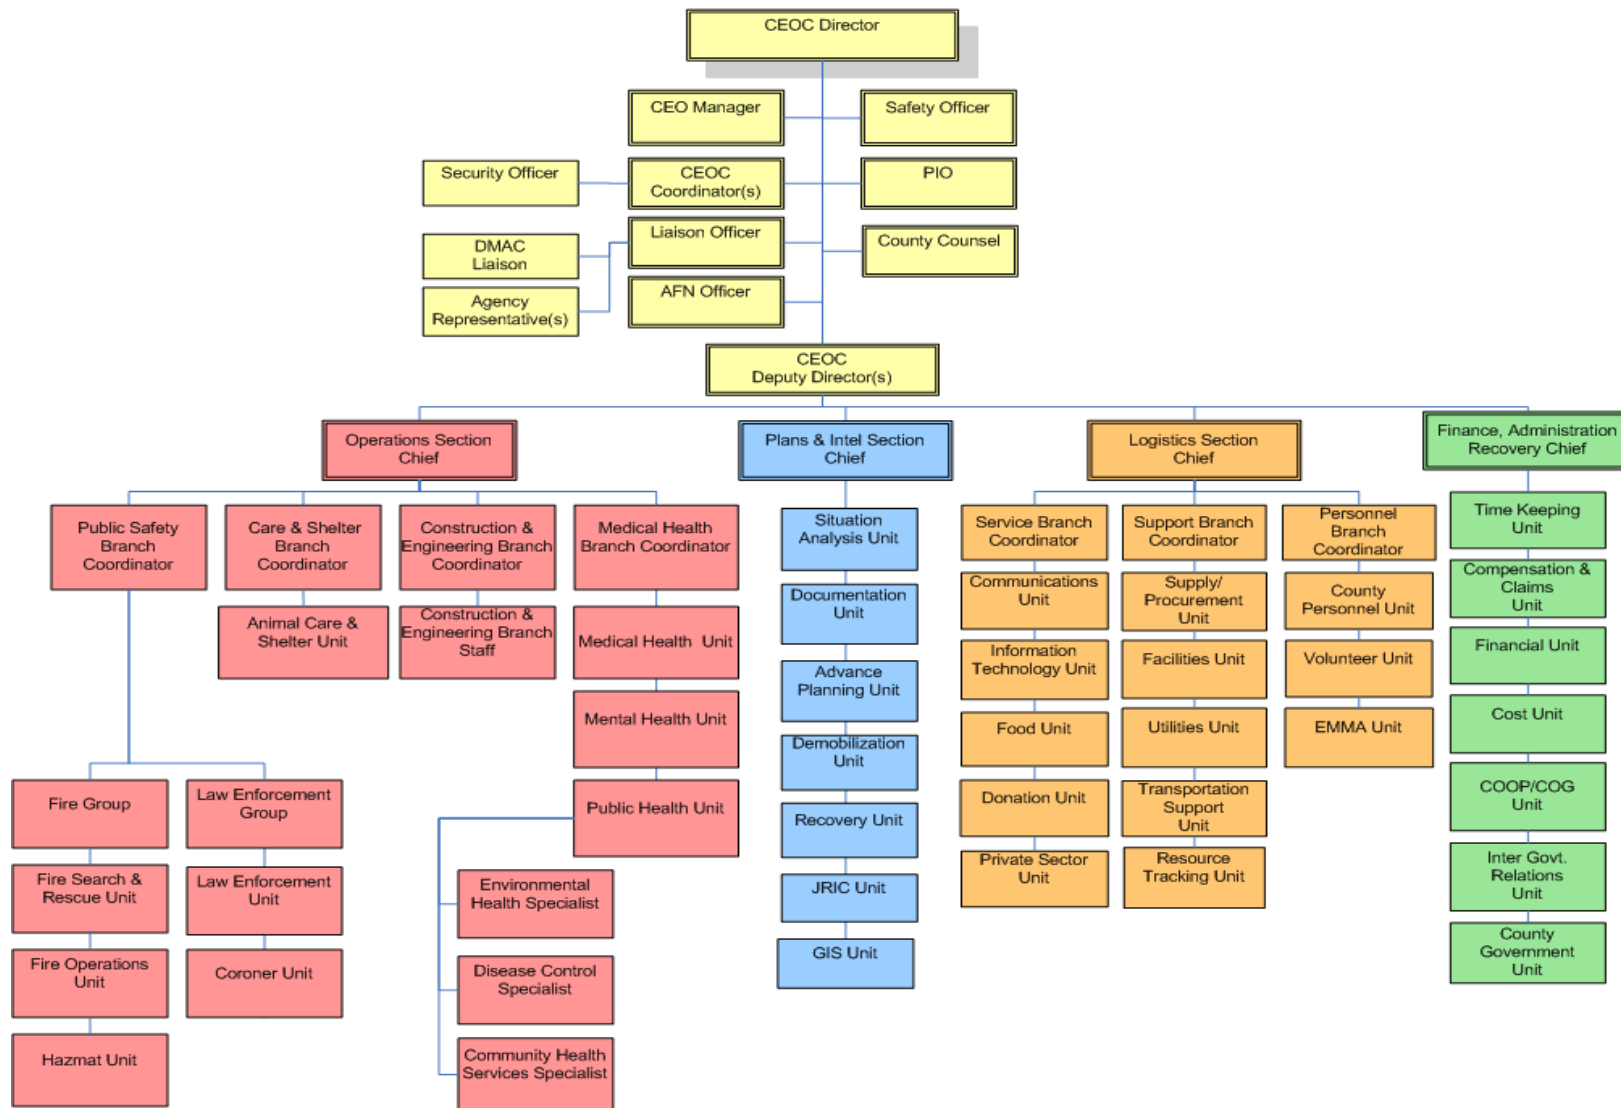 CEOC Director
CEO Manager
Safety Officer
Security Officer
CEOC
Coordinator(s)
PIO
DMAC
Liaison
Liaison Officer
County Counsel
Agency
Representative(s)
AFN Officer
CEOC
Deputy Director(s)
Operations Section
Chief
Plans & Intel Section
Chief
Logistics Section
Chief
Finance, Administration
Recovery Chief
Public Safety
Branch
Coordinator
Care & Shelter
Branch
Coordinator
Construction &
Engineering Branch
Coordinator
Medical Health
Branch Coordinator
Animal Care &
Shelter Unit
Construction &
Engineering Branch
Staff
Medical Health  Unit
Mental Health Unit
Public Health Unit
Fire Group
Law Enforcement
Group
Fire Search &
Rescue Unit
Law Enforcement
Unit
Fire Operations
Unit
Coroner Unit
Hazmat Unit
Environmental
Health Specialist
Disease Control
Specialist
Community Health
Services Specialist
Situation
Analysis Unit
Documentation
Unit
Advance
Planning Unit
Demobilization
Unit
Recovery Unit
JRIC Unit
GIS Unit
Service Branch
Coordinator
Communications
Unit
Information
Technology Unit
Food Unit
Donation Unit
Private Sector
Unit
Support Branch
Coordinator
Supply/
Procurement
Unit
Facilities Unit
Utilities Unit
Transportation
Support
Unit
Resource
Tracking Unit
Personnel
Branch
Coordinator
County
Personnel Unit
Volunteer Unit
EMMA Unit
Time Keeping
Unit
Compensation &
Claims
Unit
Financial Unit
Cost Unit
COOP/COG
Unit
Inter Govt.
Relations
Unit
County
Government
Unit